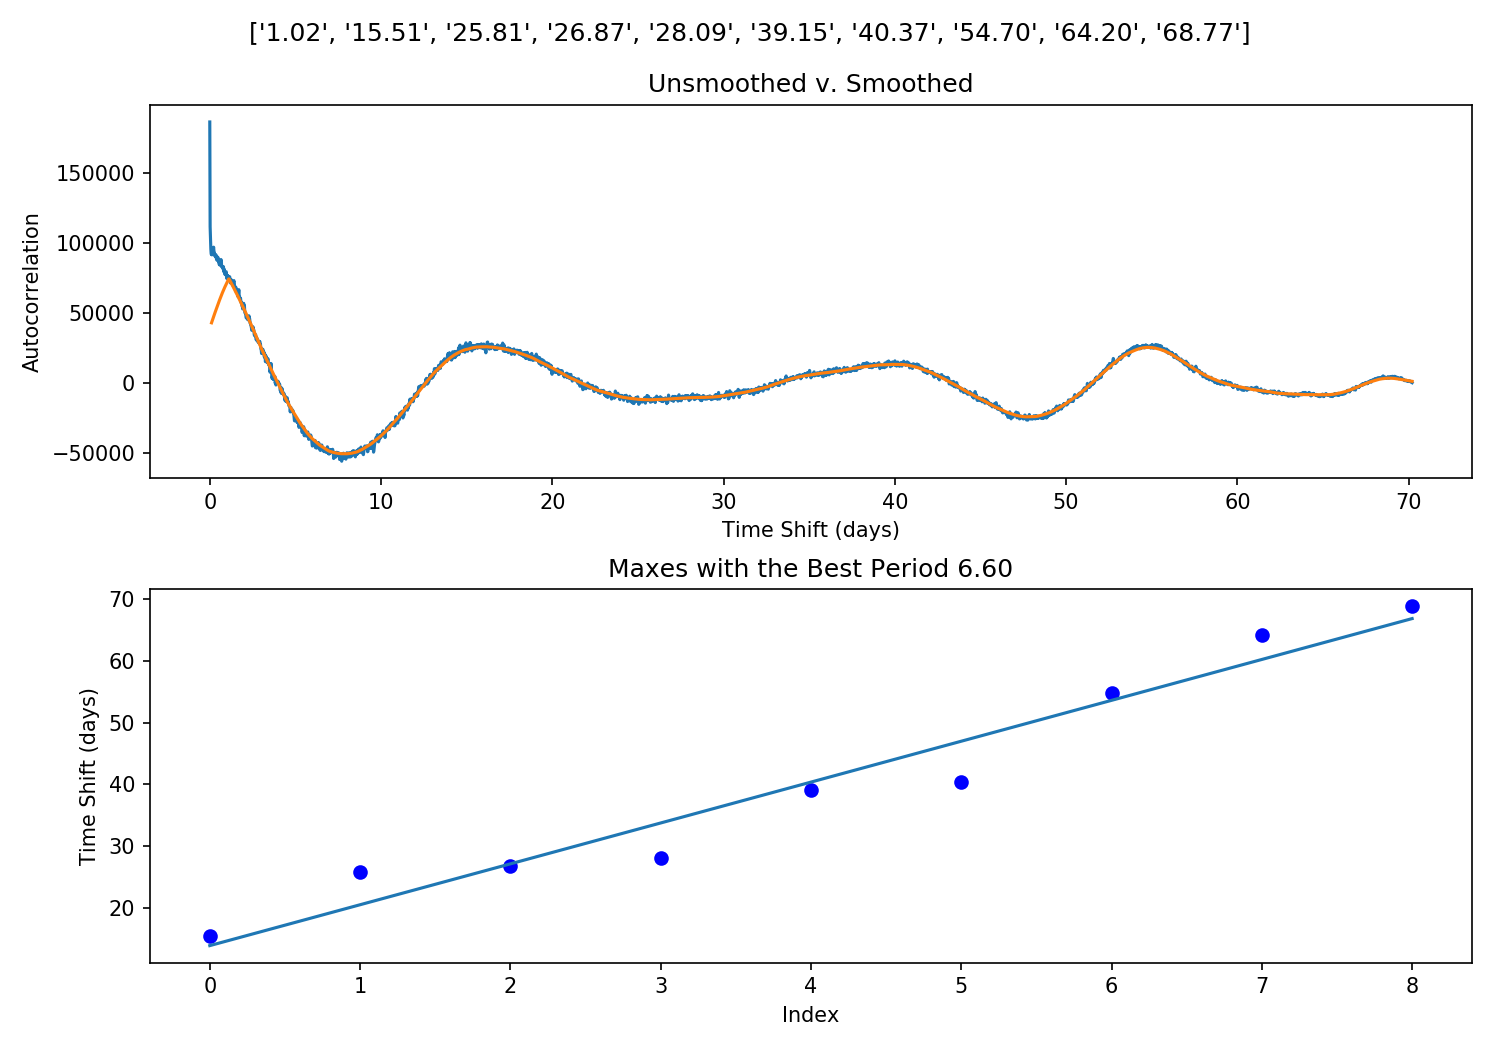 ['1.02', '15.51', '25.81', '26.87', '28.09', '39.15', '40.37', '54.70', '64.20', '68.77']
Unsmoothed v. Smoothed
Autocorrelation
150000
100000
50000
0
−50000
0 10 20 30 40 50 60 70
Time Shift (days)
Maxes with the Best Period 6.60
Time Shift (days)
70
60
50
40
30
20
0 1 2 3 4 5 6 7 8
Index